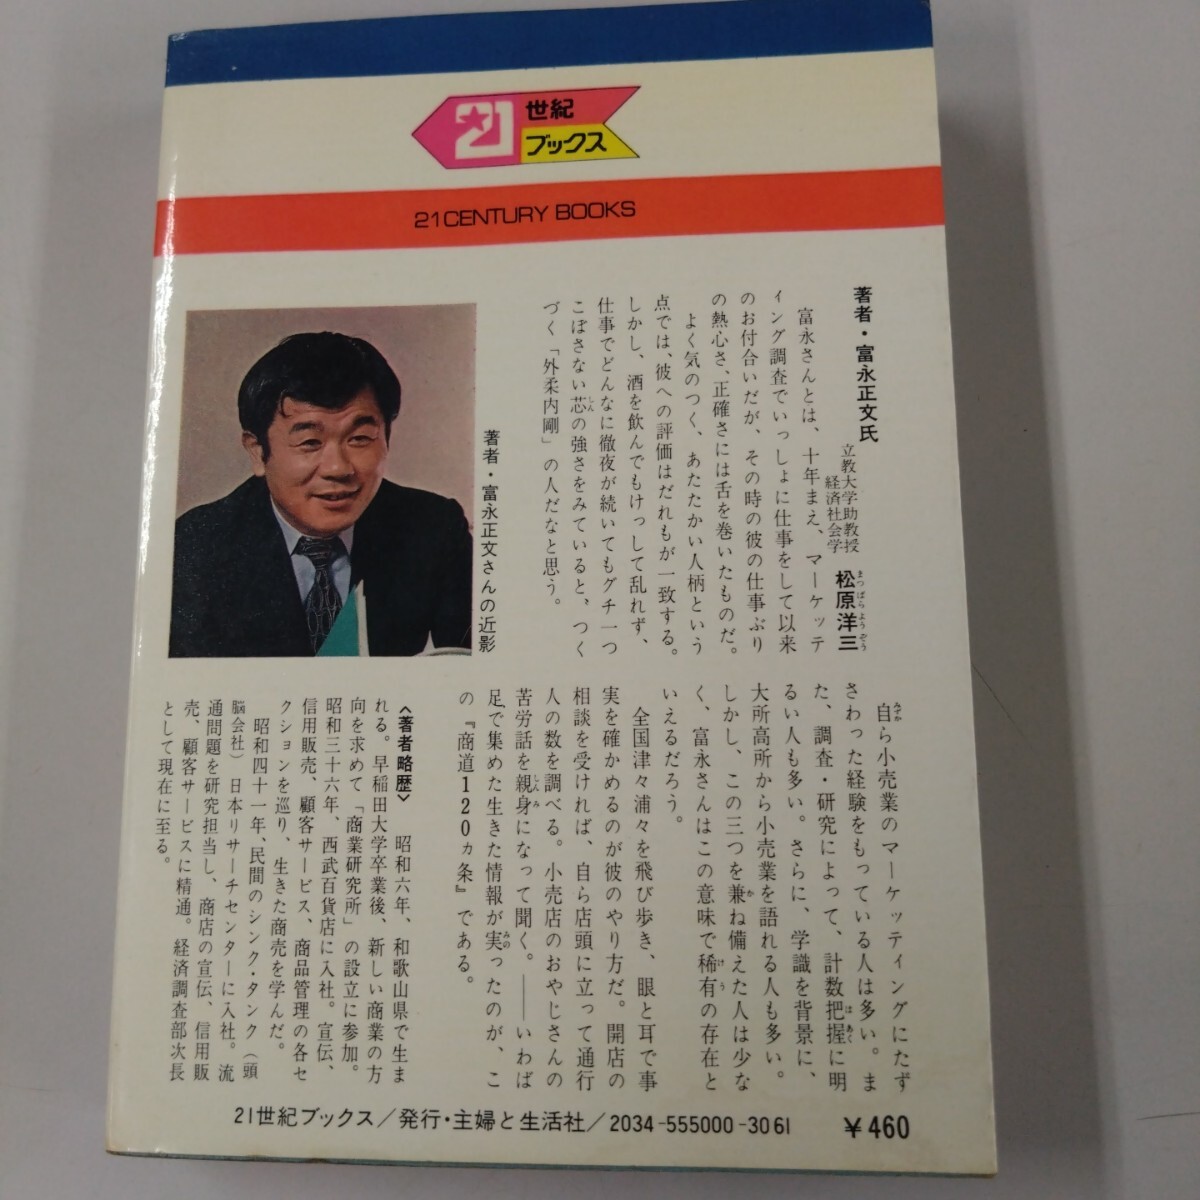 21
世紀
ブックス
21 CENTURY BOOKS
著者・富永正文氏
立教大学助教授
経済社会学
松原洋三
まつばらようぞう
富永さんとは、十年まえ、マーケッテ
ィング調査でいっしょに仕事をして以来
のお付合いだが、その時の彼の仕事ぶり
の熱心さ、正確さには舌を巻いたものだ。
よく気のつく、あたたかい人柄という
点では、彼への評価はだれもが一致する。
しかし、酒を飲んでもけっして乱れず、
仕事でどんなに徹夜が続いてもグチ一つ
こぼさない芯の強さをみていると、つく
しん
づく「外柔内剛」の人だなと思う。
著者・富永正文さんの近影
自ら小売業のマーケッティングにたず
みずか
さわった経験をもっている人は多い。ま
た、調査・研究によって、計数把握に明
はあく
るい人も多い。さらに、学識を背景に、
大所高所から小売業を語れる人も多い。
しかし、この三つを兼ね備えた人は少な
か
く、富永さんはこの意味で稀有の存在と
けう
いえるだろう。
全国津々浦々を飛び歩き、眼と耳で事
実を確かめるのが彼のやり方だ。開店の
相談を受ければ、自ら店頭に立って通行
人の数を調べる。小売店のおやじさんの
苦労話を親身になって聞く。――いわば
しんみ
足で集めた生きた情報が実ったのが、こ
みの
の『商道120ヵ条』である。
〈著者略歴〉 昭和六年、和歌山県で生ま
れる。早稲田大学卒業後、新しい商業の方
向を求めて「商業研究所」の設立に参加。
昭和三十六年、西武百貨店に入社。宣伝、
信用販売、顧客サービス、商品管理の各セ
クションを巡り、生きた商売を学んだ。
昭和四十一年、民間のシンク・タンク（頭
脳会社）日本リサーチセンターに入社。流
通問題を研究担当し、商店の宣伝、信用販
売、顧客サービスに精通。経済調査部次長
として現在に至る。
21世紀ブックス／発行・主婦と生活社／2034-555000-3061
¥460